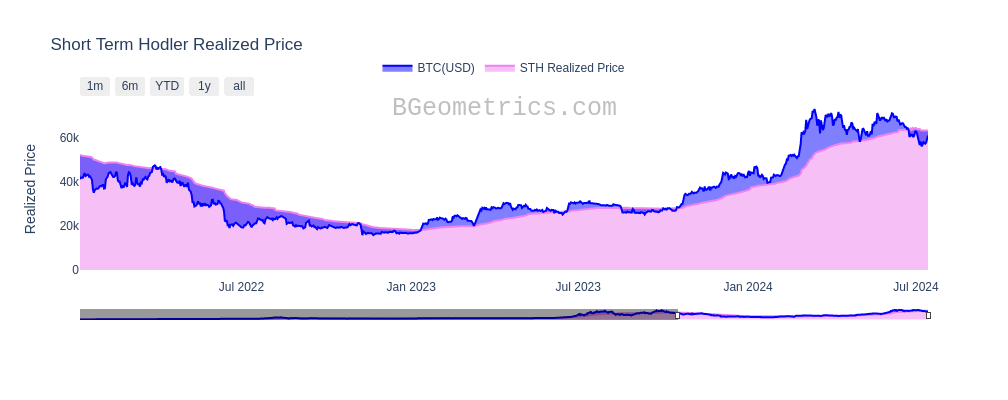 Short Term Hodler Realized Price
BTC(USD) STH Realized Price
1m 6m YTD 1y all
BGeometrics.com
Realized Price
60k
40k
20k
0
Jul 2022 Jan 2023 Jul 2023 Jan 2024 Jul 2024